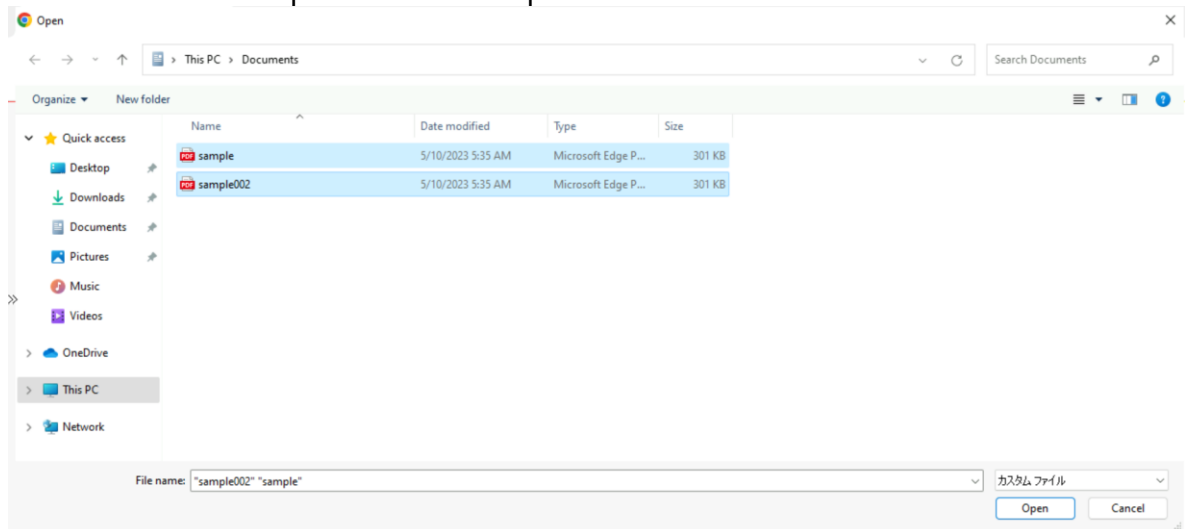 Open
This PC > Documents
Search Documents
Organize
New folder
Name
Date modified
Type
Size
Quick access
Desktop
Downloads
Documents
Pictures
Music
Videos
OneDrive
This PC
Network
PDF sample 5/10/2023 5:35 AM Microsoft Edge P... 301 KB
PDF sample002 5/10/2023 5:35 AM Microsoft Edge P... 301 KB
File name: "sample002" "sample"
カスタム ファイル
Open
Cancel